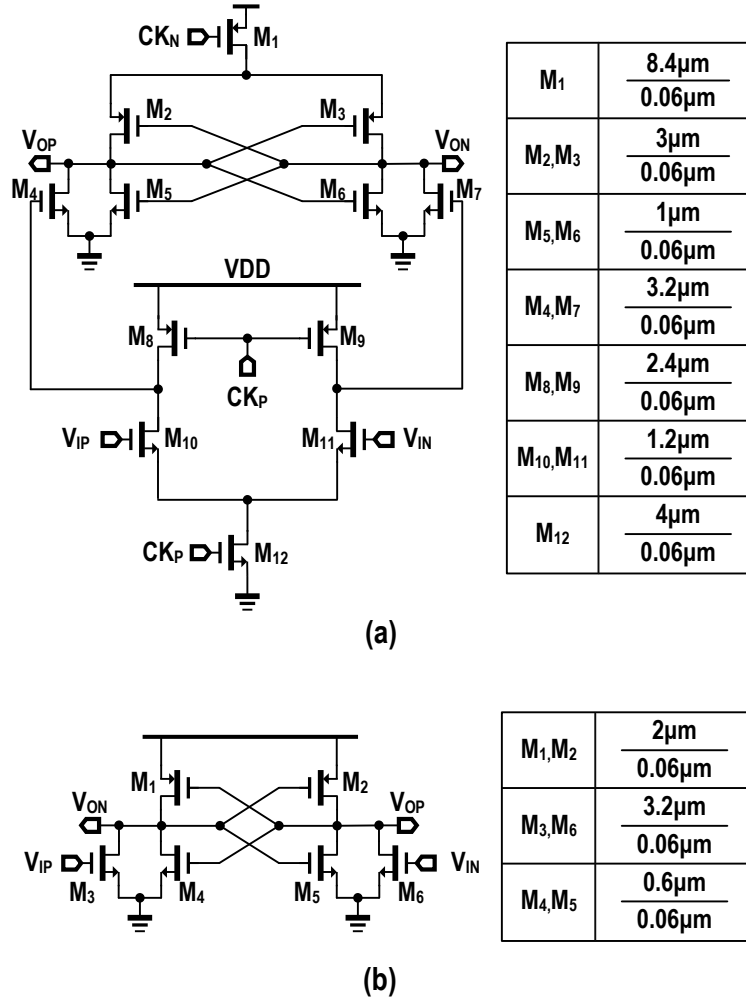 CKN
M1
M2
M3
VOP
VON
M4
M5
M6
M7
VDD
M8
M9
CKP
VIP
M10
M11
VIN
CKP
M12
M1
8.4µm
0.06µm
M2,M3
3µm
0.06µm
M5,M6
1µm
0.06µm
M4,M7
3.2µm
0.06µm
M8,M9
2.4µm
0.06µm
M10,M11
1.2µm
0.06µm
M12
4µm
0.06µm
(a)
M1
M2
VON
VOP
VIP
VIN
M3
M4
M5
M6
M1,M2
2µm
0.06µm
M3,M6
3.2µm
0.06µm
M4,M5
0.6µm
0.06µm
(b)